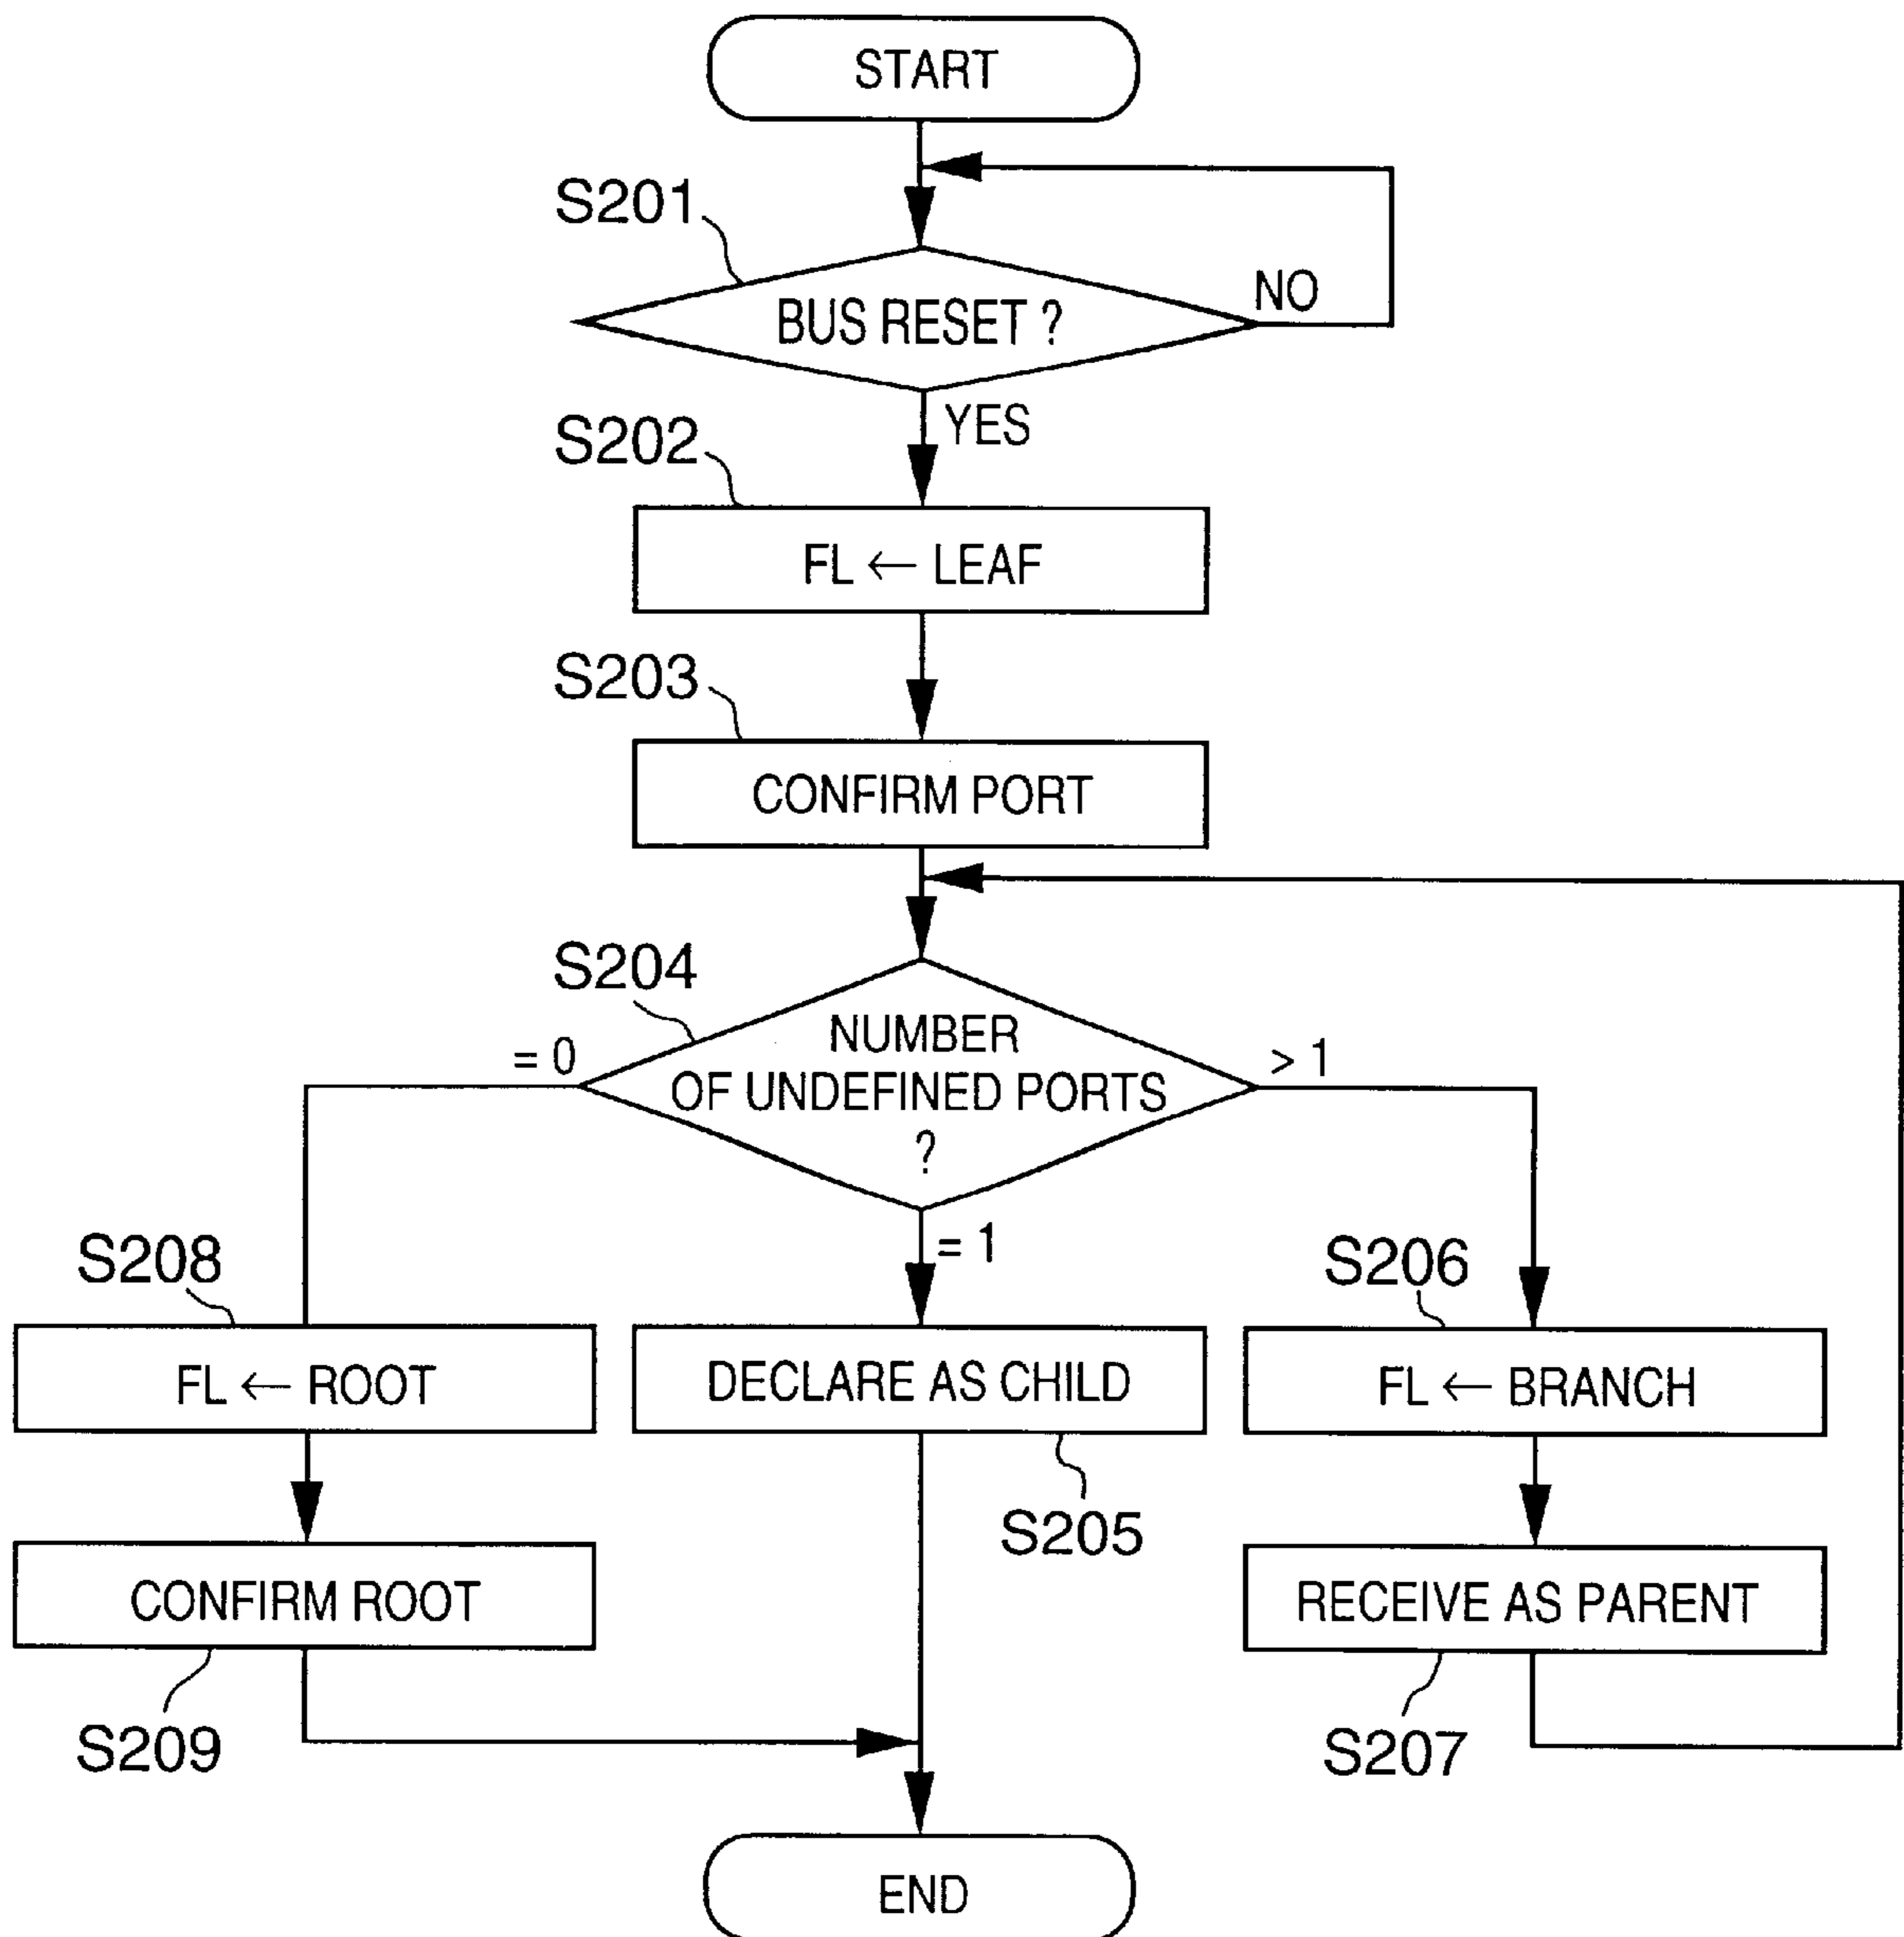 START
S201
BUS RESET ?
NO
YES
S202
FL ← LEAF
S203
CONFIRM PORT
S204
NUMBER
OF UNDEFINED PORTS
?
= 0
> 1
= 1
S208
S206
FL ← ROOT
DECLARE AS CHILD
FL ← BRANCH
S205
CONFIRM ROOT
RECEIVE AS PARENT
S209
S207
END